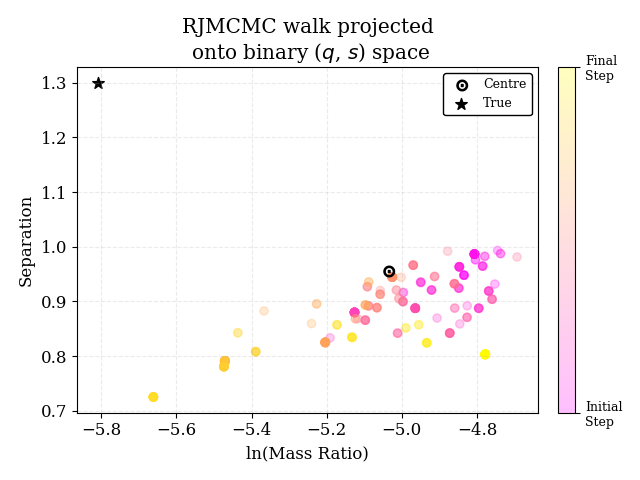 RJMCMC walk projected
onto binary (q, s) space
Final
Step
Centre
True
1.3
1.2
1.1
1.0
0.9
0.8
0.7
Separation
−5.8
−5.6
−5.4
−5.2
−5.0
−4.8
ln(Mass Ratio)
Initial
Step